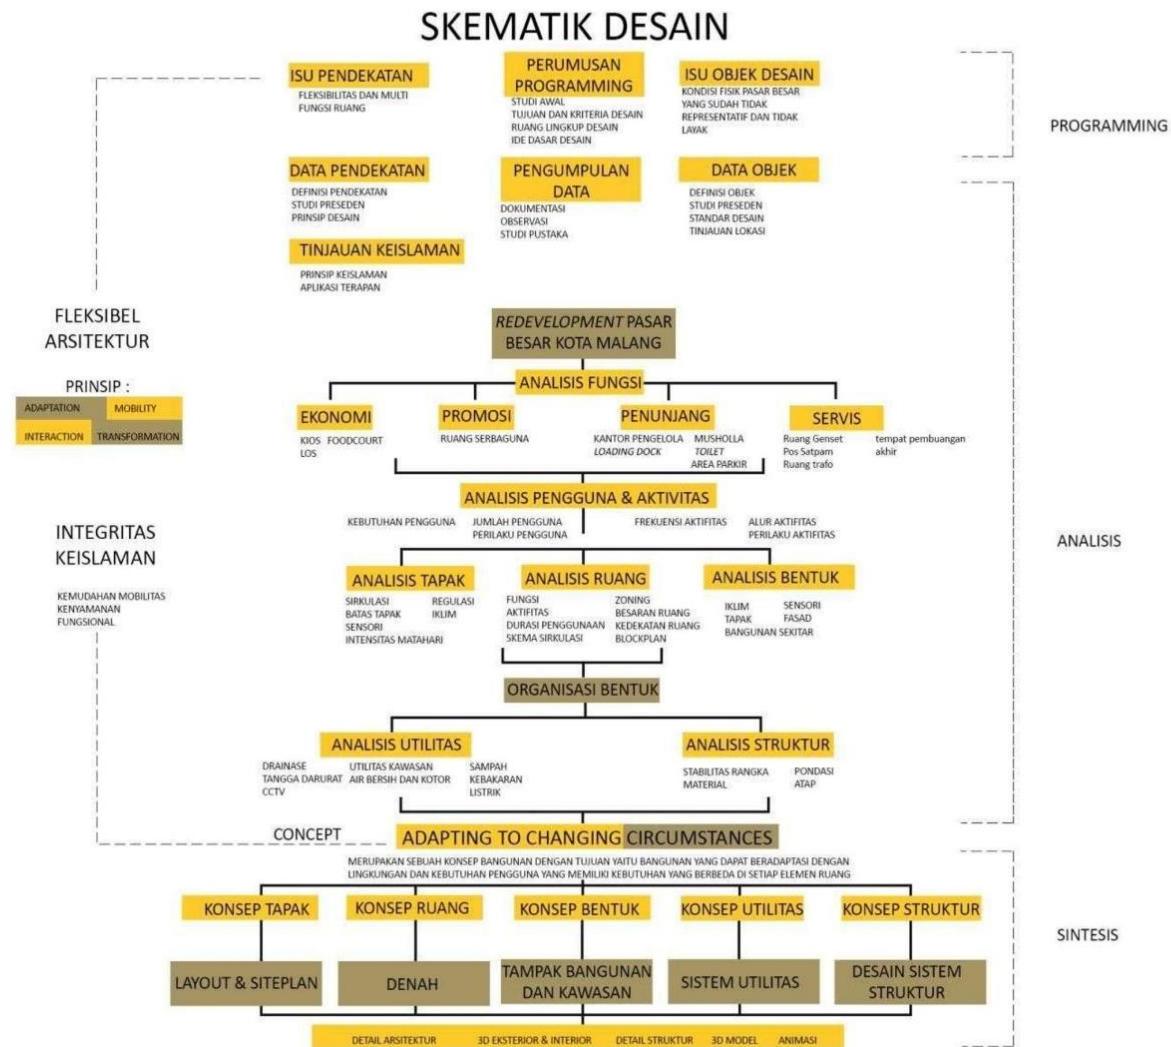 SKEMATIK DESAIN
ISU PENDEKATAN
FLEKSIBILITAS DAN MULTI
FUNGSI RUANG
PERUMUSAN
PROGRAMMING
STUDI AWAL
TUJUAN DAN KRITERIA DESAIN
RUANG LINGKUP DESAIN
IDE DASAR DESAIN
ISU OBJEK DESAIN
KONDISI FISIK PASAR BESAR
YANG SUDAH TIDAK
REPRESENTATIF DAN TIDAK
LAYAK
PROGRAMMING
DATA PENDEKATAN
DEFINISI PENDEKATAN
STUDI PRESEDEN
PRINSIP DESAIN
PENGUMPULAN
DATA
DOKUMENTASI
OBSERVASI
STUDI PUSTAKA
DATA OBJEK
DEFINISI OBJEK
STUDI PRESEDEN
STANDAR DESAIN
TINJAUAN LOKASI
TINJAUAN KEISLAMAN
PRINSIP KEISLAMAN
APLIKASI TERAPAN
FLEKSIBEL
ARSITEKTUR
PRINSIP :
ADAPTATION MOBILITY
INTERACTION TRANSFORMATION
REDEVELOPMENT PASAR
BESAR KOTA MALANG
ANALISIS FUNGSI
EKONOMI
KIOS FOODCOURT
LOS
PROMOSI
RUANG SERBAGUNA
PENUNJANG
KANTOR PENGELOLA MUSHOLLA
LOADING DOCK TOILET
AREA PARKIR
SERVIS
Ruang Genset tempat pembuangan
Pos Satpam akhir
Ruang trafo
ANALISIS PENGGUNA & AKTIVITAS
KEBUTUHAN PENGGUNA JUMLAH PENGGUNA FREKUENSI AKTIFITAS ALUR AKTIFITAS
PERILAKU PENGGUNA PERILAKU AKTIFITAS
INTEGRITAS
KEISLAMAN
KEMUDAHAN MOBILITAS
KENYAMANAN
FUNGSIONAL
ANALISIS
ANALISIS TAPAK
SIRKULASI REGULASI
BATAS TAPAK IKLIM
SENSORI
INTENSITAS MATAHARI
ANALISIS RUANG
FUNGSI ZONING
AKTIFITAS BESARAN RUANG
DURASI PENGGUNAAN KEDEKATAN RUANG
SKEMA SIRKULASI BLOCKPLAN
ANALISIS BENTUK
IKLIM SENSORI
TAPAK FASAD
BANGUNAN SEKITAR
ORGANISASI BENTUK
ANALISIS UTILITAS
DRAINASE UTILITAS KAWASAN SAMPAH
TANGGA DARURAT AIR BERSIH DAN KOTOR KEBAKARAN
CCTV LISTRIK
ANALISIS STRUKTUR
STABILITAS RANGKA PONDASI
MATERIAL ATAP
CONCEPT
ADAPTING TO CHANGING CIRCUMSTANCES
MERUPAKAN SEBUAH KONSEP BANGUNAN DENGAN TUJUAN YAITU BANGUNAN YANG DAPAT BERADAPTASI DENGAN
LINGKUNGAN DAN KEBUTUHAN PENGGUNA YANG MEMILIKI KEBUTUHAN YANG BERBEDA DI SETIAP ELEMEN RUANG
KONSEP TAPAK KONSEP RUANG KONSEP BENTUK KONSEP UTILITAS KONSEP STRUKTUR
SINTESIS
LAYOUT & SITEPLAN
DENAH
TAMPAK BANGUNAN
DAN KAWASAN
SISTEM UTILITAS
DESAIN SISTEM
STRUKTUR
DETAIL ARSITEKTUR 3D EKSTERIOR & INTERIOR DETAIL STRUKTUR 3D MODEL ANIMASI